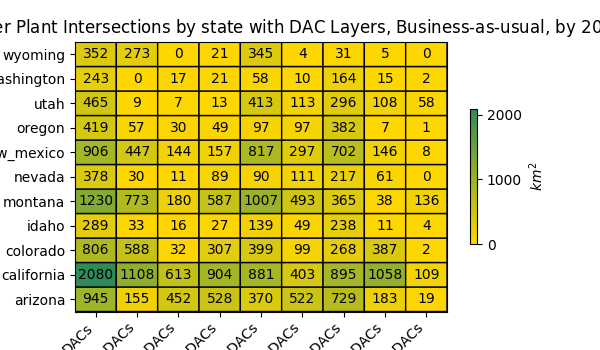 er Plant Intersections by state with DAC Layers, Business-as-usual, by 20
wyoming 352 273 0 21 345 4 31 5 0
ashington 243 0 17 21 58 10 164 15 2
utah 465 9 7 13 413 113 296 108 58
oregon 419 57 30 49 97 97 382 7 1
w_mexico 906 447 144 157 817 297 702 146 8
nevada 378 30 11 89 90 111 217 61 0
montana 1230 773 180 587 1007 493 365 38 136
idaho 289 33 16 27 139 49 238 11 4
colorado 806 588 32 307 399 99 268 387 2
california 2080 1108 613 904 881 403 895 1058 109
arizona 945 155 452 528 370 522 729 183 19
DACs DACs DACs DACs DACs DACs DACs DACs DACs
2000
1000
0
km²